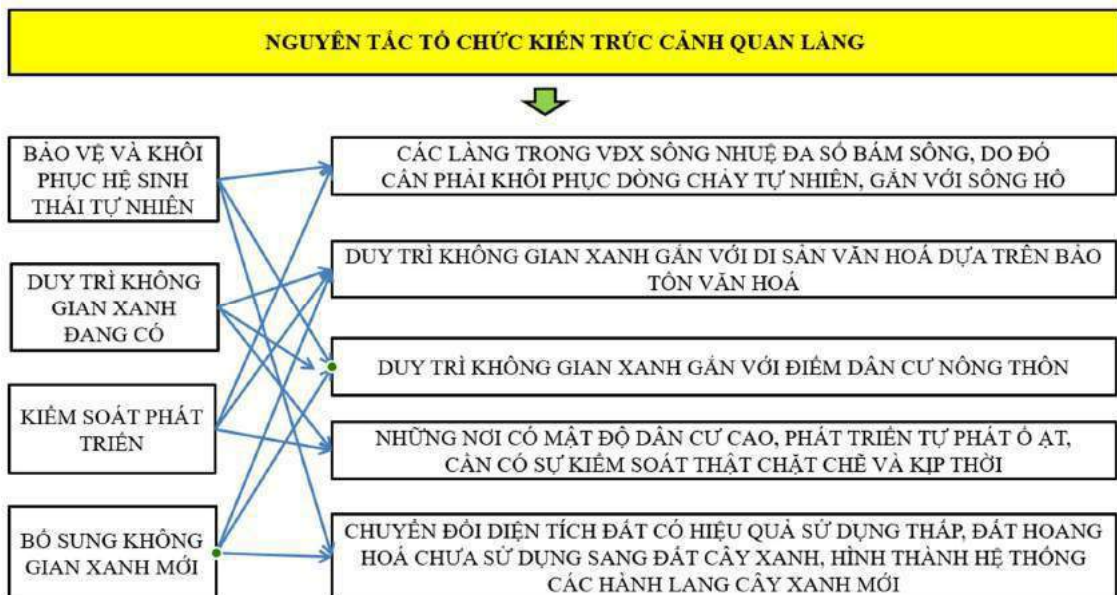 NGUYÊN TẮC TỔ CHỨC KIẾN TRÚC CẢNH QUAN LÀNG
BẢO VỆ VÀ KHÔI
PHỤC HỆ SINH
THÁI TỰ NHIÊN
DUY TRÌ KHÔNG
GIAN XANH
ĐANG CÓ
KIỂM SOÁT PHÁT
TRIỂN
BỔ SUNG KHÔNG
GIAN XANH MỚI
CÁC LÀNG TRONG VĐX SÔNG NHUỆ ĐA SỐ BÁM SÔNG, DO ĐÓ
CẦN PHẢI KHÔI PHỤC DÒNG CHẢY TỰ NHIÊN, GẮN VỚI SÔNG HỒ
DUY TRÌ KHÔNG GIAN XANH GẮN VỚI DI SẢN VĂN HOÁ DỰA TRÊN BẢO
TỒN VĂN HOÁ
DUY TRÌ KHÔNG GIAN XANH GẮN VỚI ĐIỂM DÂN CƯ NÔNG THÔN
NHỮNG NƠI CÓ MẬT ĐỘ DÂN CƯ CAO, PHÁT TRIỂN TỰ PHÁT Ồ ẠT,
CẦN CÓ SỰ KIỂM SOÁT THẬT CHẶT CHẼ VÀ KỊP THỜI
CHUYỂN ĐỔI DIỆN TÍCH ĐẤT CÓ HIỆU QUẢ SỬ DỤNG THẤP, ĐẤT HOANG
HOÁ CHƯA SỬ DỤNG SANG ĐẤT CÂY XANH, HÌNH THÀNH HỆ THỐNG
CÁC HÀNH LANG CÂY XANH MỚI